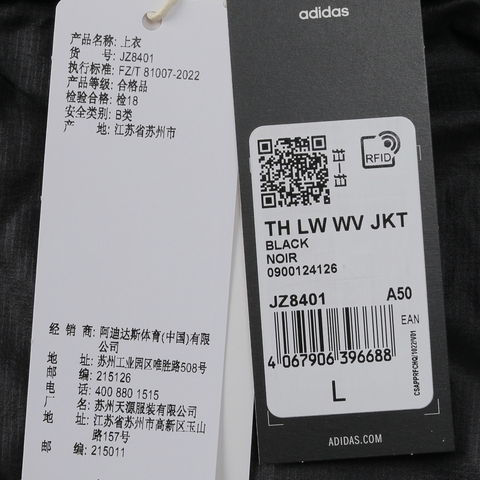 产品名称: 上衣
货 号: JZ8401
执行标准: FZ/T 81007-2022
产品等级: 合格品
检验合格: 检18
安全类别: B类
产 地: 江苏省苏州市
经 销 商: 阿迪达斯体育(中国)有限
公司
地 址: 苏州工业园区唯胜路508号
邮 编: 215126
电 话: 400 880 1515
厂 名: 苏州天源服装有限公司
地 址: 江苏省苏州市高新区玉山
路157号
邮 编: 215011
adidas
扫一扫
RFID
TH LW WV JKT
BLACK
NOIR
0900124126
JZ8401 A50
EAN
4 067906 396688
L
CSAPPRFCHQ/1022/V01
ADIDAS.COM